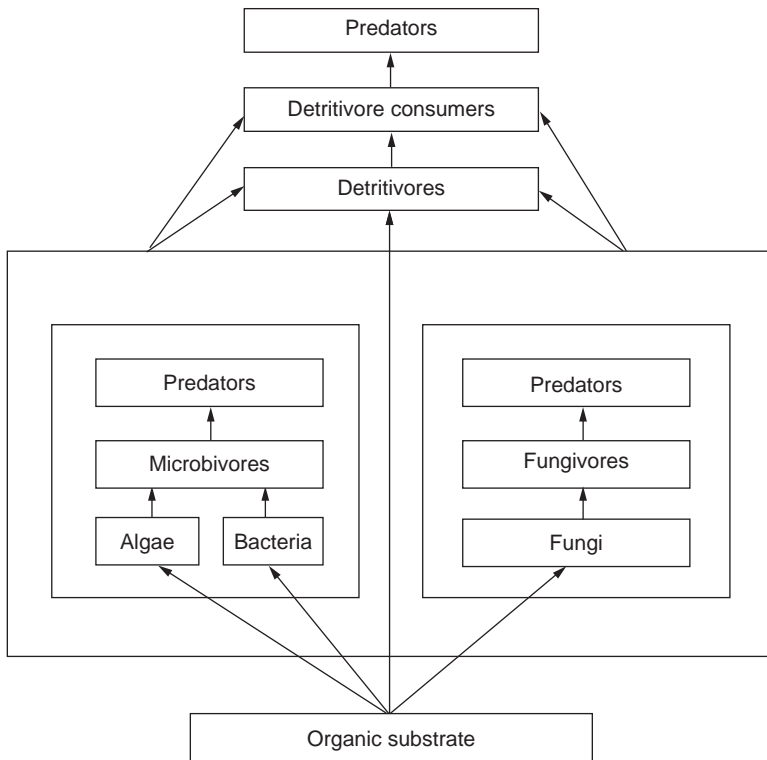 Predators
Detritivore consumers
Detritivores
Predators
Predators
Microbivores
Fungivores
Algae
Bacteria
Fungi
Organic substrate